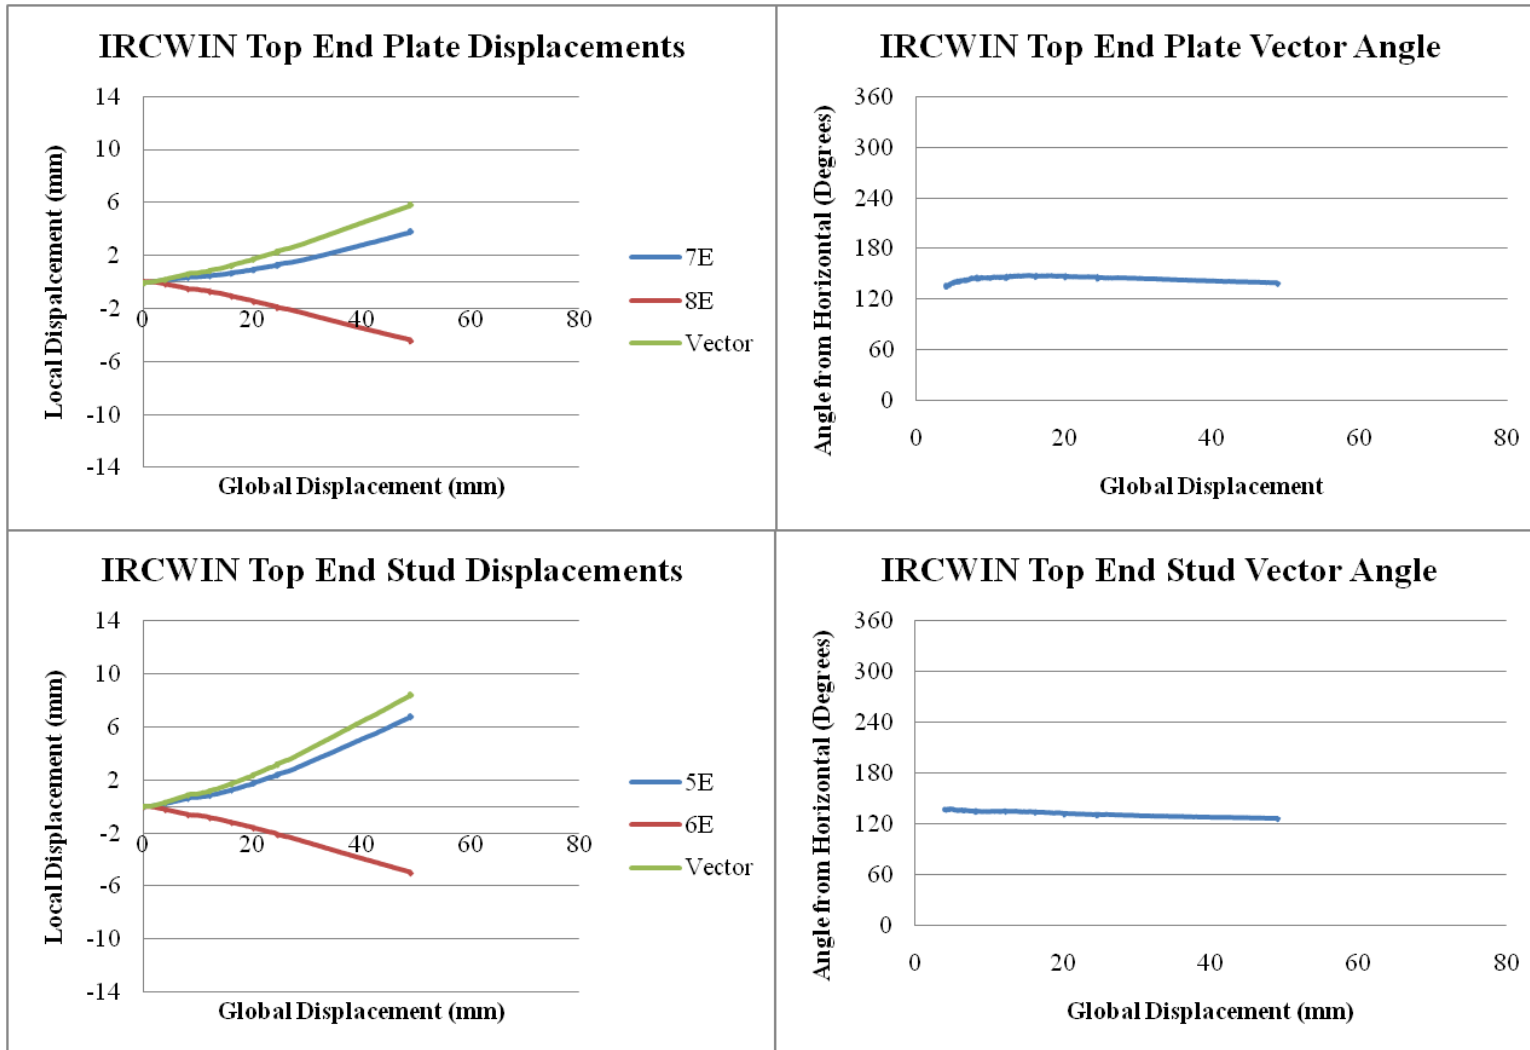 IRCWIN Top End Plate Displacements
Local Dispalcement (mm)
14
10
6
2
-2
-6
-10
-14
0
20
40
60
80
Global Displacement (mm)
7E
8E
Vector
IRCWIN Top End Plate Vector Angle
Angle from Horizontal (Degrees)
360
300
240
180
120
60
0
0
20
40
60
80
Global Displacement
IRCWIN Top End Stud Displacements
Local Displacement (mm)
14
10
6
2
-2
-6
-10
-14
0
20
40
60
80
Global Displacement (mm)
5E
6E
Vector
IRCWIN Top End Stud Vector Angle
Angle from Horizontal (Degrees)
360
300
240
180
120
60
0
0
20
40
60
80
Global Displacement (mm)